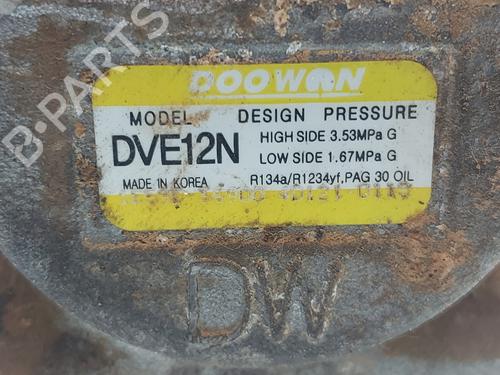 B-PARTS
DOOWON
MODEL DESIGN PRESSURE
DVE12N
HIGH SIDE 3.53MPa G
LOW SIDE 1.67MPa G
MADE IN KOREA
R134a/R1234yf, PAG 30 OIL
DW